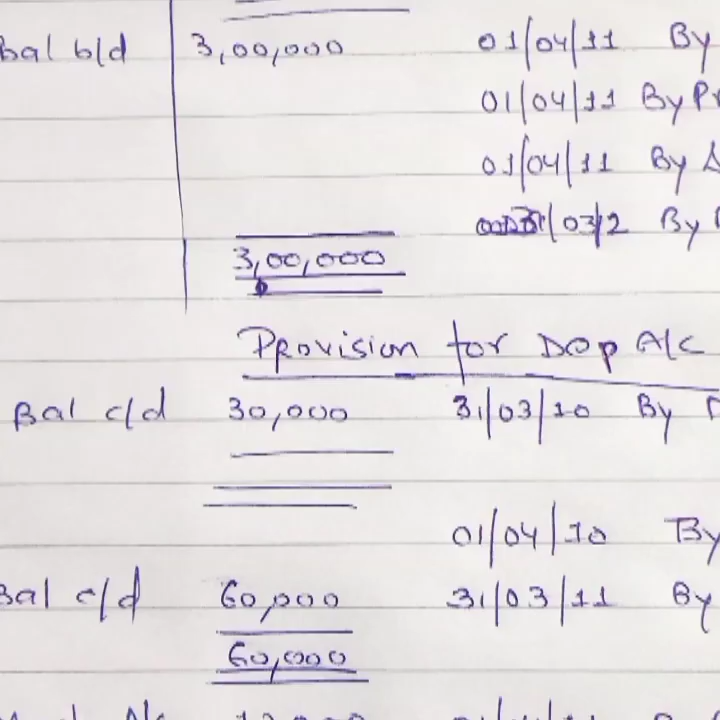 Bal b/d 3,00,000 01/04/11 By
01/04/11 By Pr
01/04/11 By
/03/2 By
3,00,000
Provision for DOp A/C
Bal c/d 30,000 31/03/10 By
01/04/10 By
Bal c/d 60,000 31/03/11 By
60,000